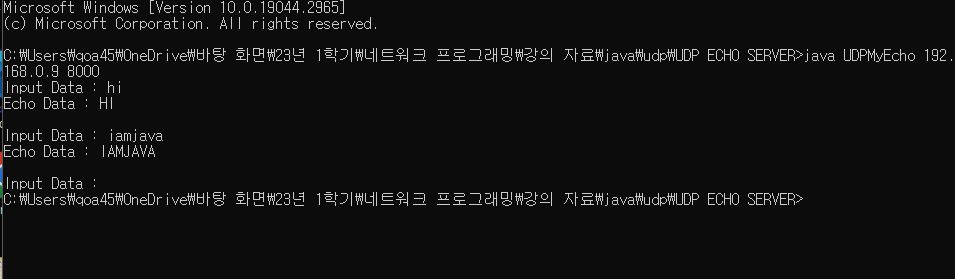 Microsoft Windows [Version 10.0.19044.2965]
(c) Microsoft Corporation. All rights reserved.
C:₩Users₩qoa45₩OneDrive₩바탕 화면₩23년 1학기₩네트워크 프로그래밍₩강의 자료₩java₩udp₩UDP ECHO SERVER>java UDPMyEcho 192.
168.0.9 8000
Input Data : hi
Echo Data : HI
Input Data : iamjava
Echo Data : IAMJAVA
Input Data :
C:₩Users₩qoa45₩OneDrive₩바탕 화면₩23년 1학기₩네트워크 프로그래밍₩강의 자료₩java₩udp₩UDP ECHO SERVER>